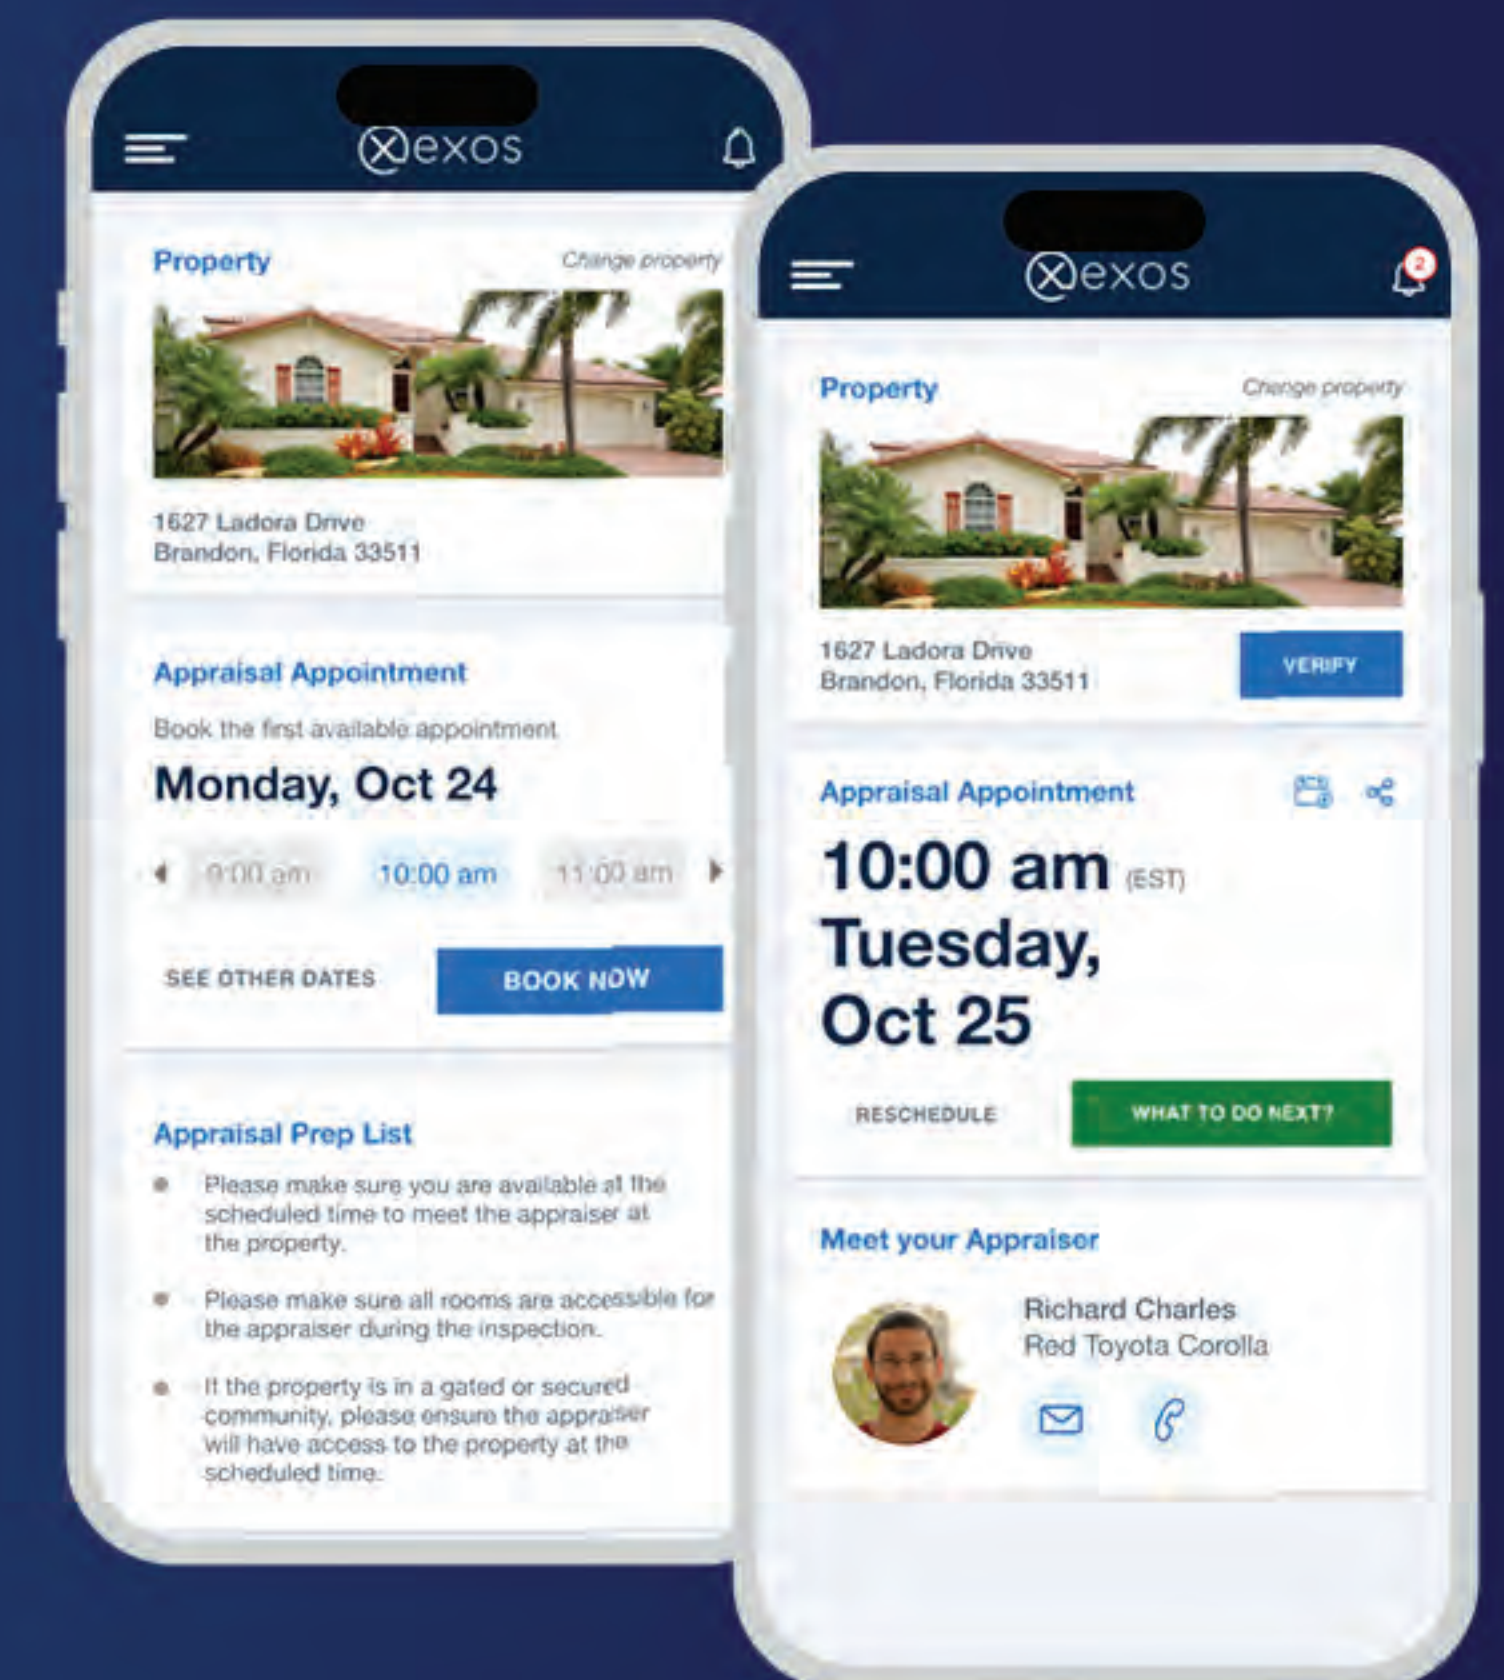 exos
Property
Change property
1627 Ladora Drive
Brandon, Florida 33511
Appraisal Appointment
Book the first available appointment
Monday, Oct 24
9:00 am 10:00 am 11:00 am
SEE OTHER DATES
BOOK NOW
Appraisal Prep List
Please make sure you are available at the
scheduled time to meet the appraiser at
the property.
Please make sure all rooms are accessible for
the appraiser during the inspection.
If the property is in a gated or secured
community, please ensure the appraiser
will have access to the property at the
scheduled time.
exos
2
Property
Change property
1627 Ladora Drive
Brandon, Florida 33511
VERIFY
Appraisal Appointment
10:00 am (EST)
Tuesday,
Oct 25
RESCHEDULE
WHAT TO DO NEXT?
Meet your Appraiser
Richard Charles
Red Toyota Corolla